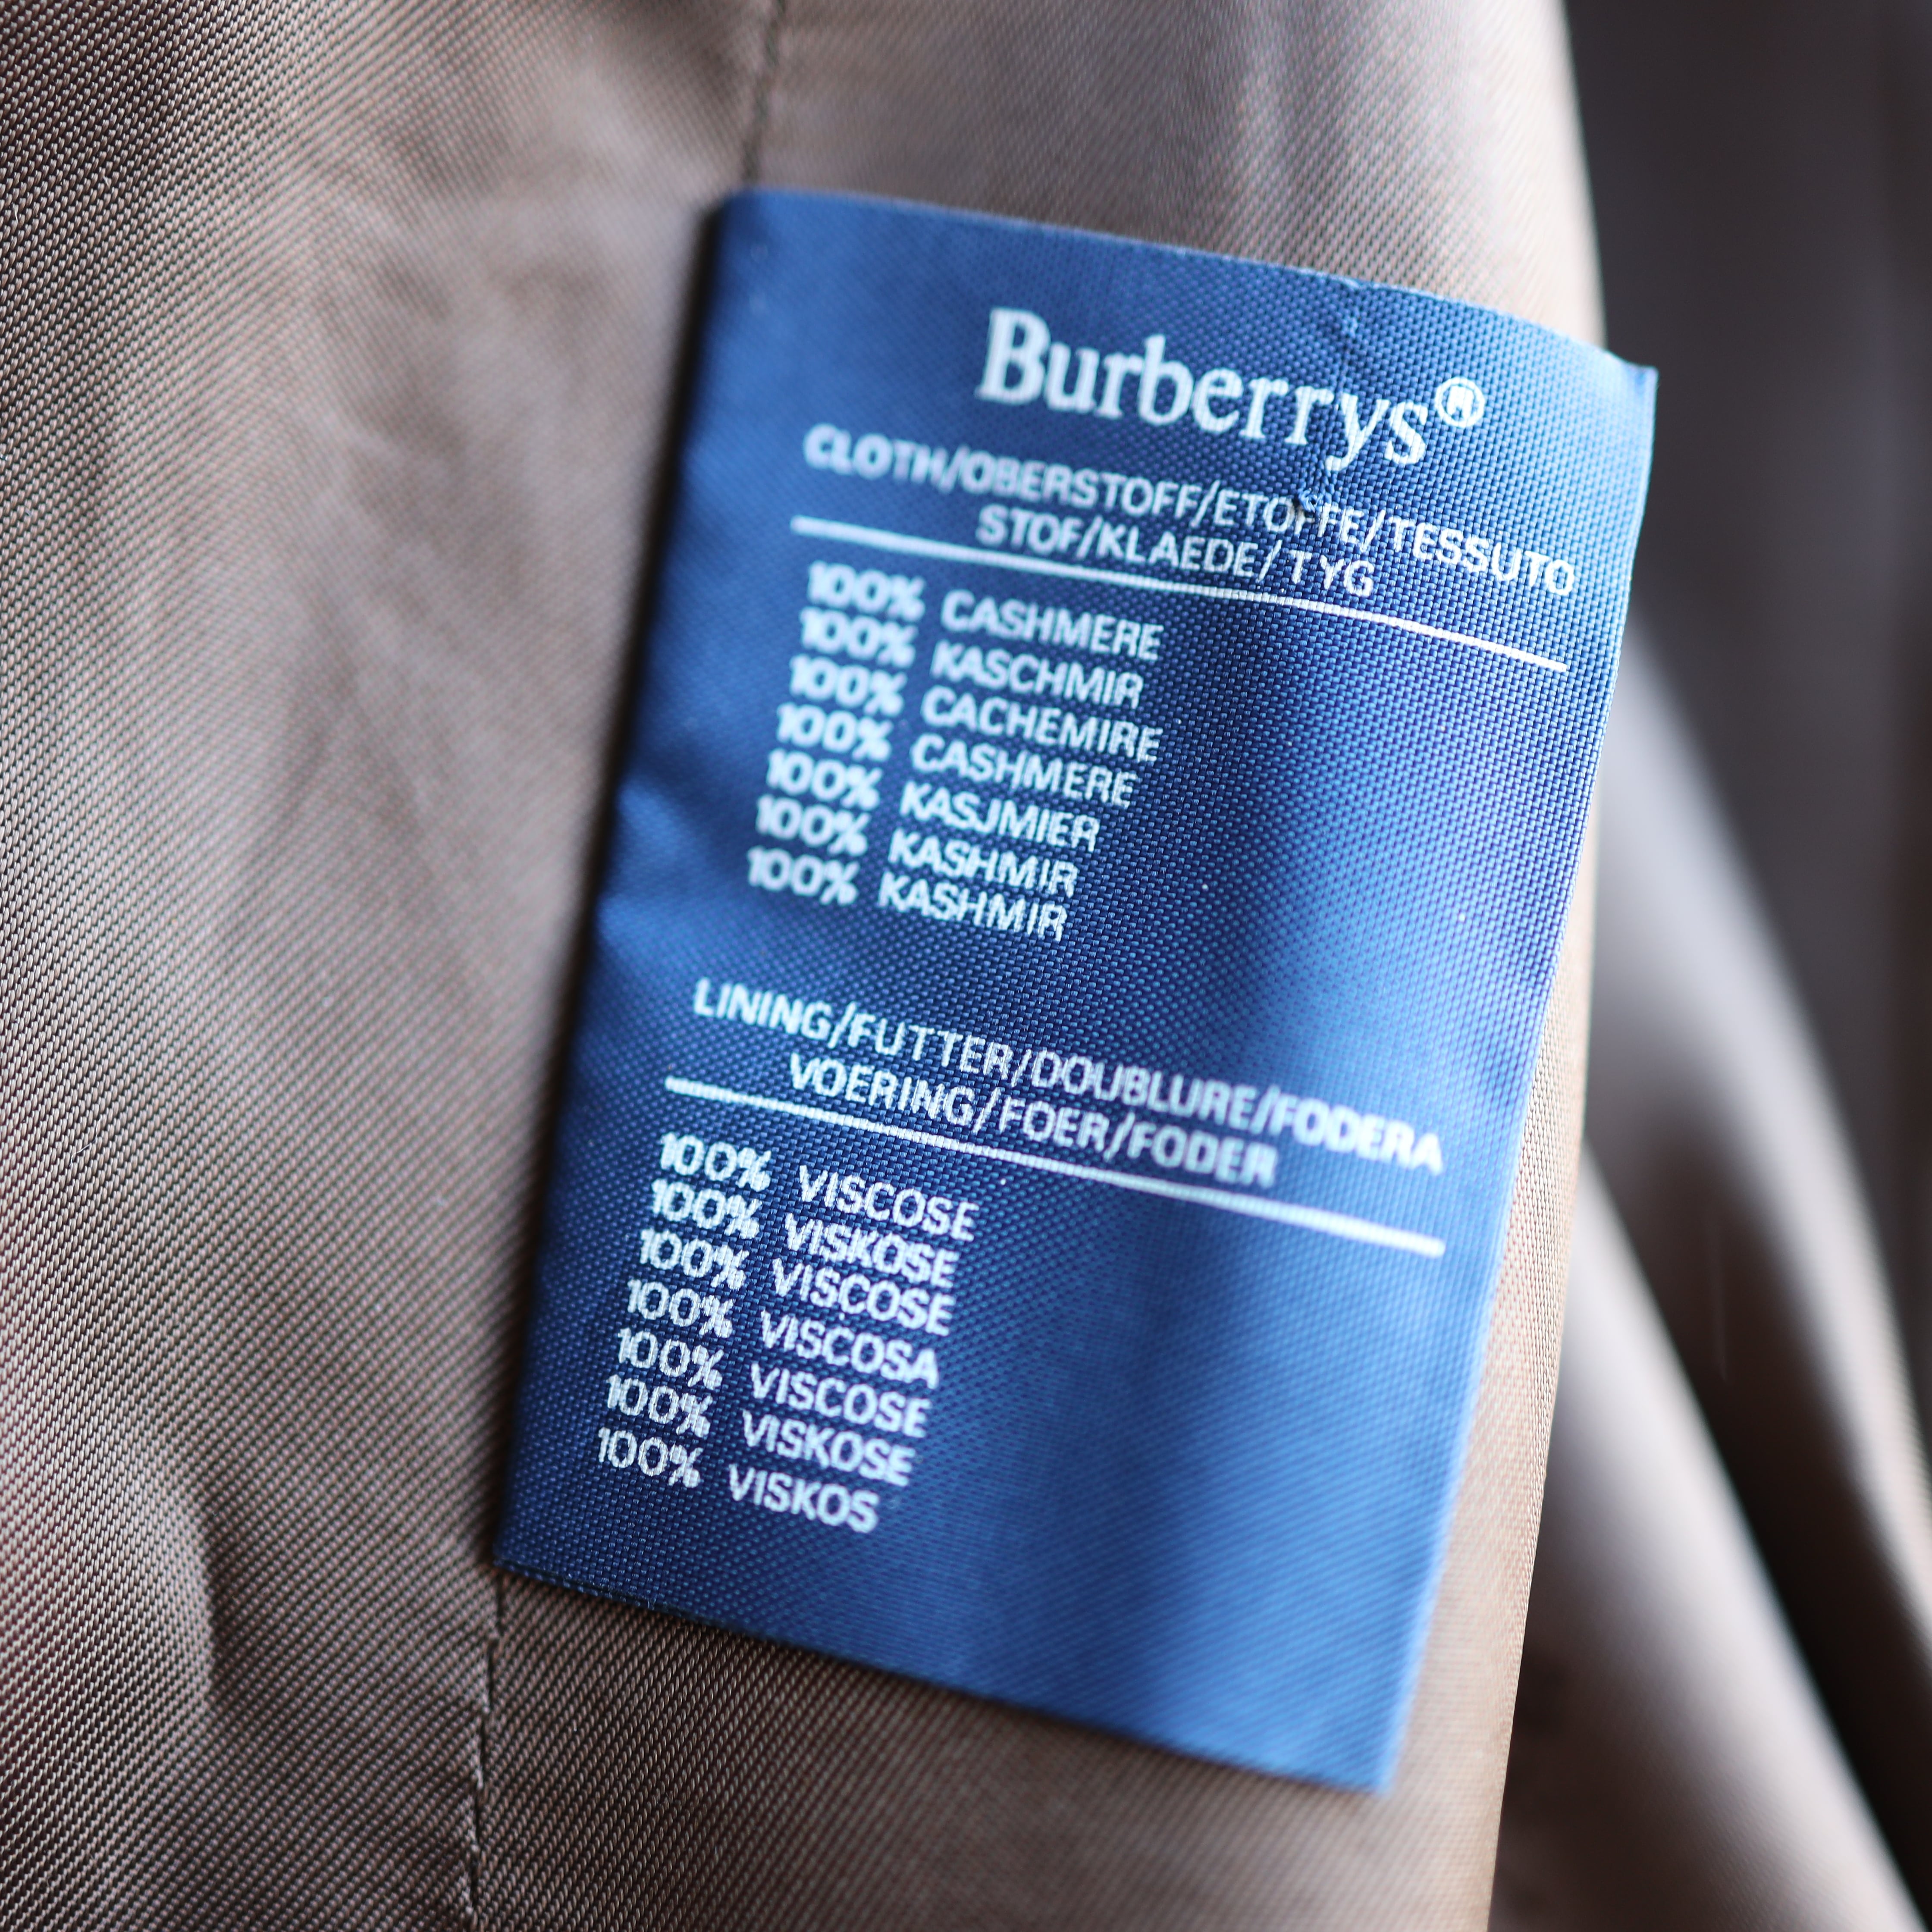 Burberrys®
CLOTH/OBERSTOFF/ETOFFE/TESSUTO
STOF/KLAEDE/TYG
100% CASHMERE
100% KASCHMIR
100% CACHEMIRE
100% CASHMERE
100% KASJMIER
100% KASHMIR
100% KASHMIR
LINING/FUTTER/DOUBLURE/FODERA
VOERING/FOER/FODER
100% VISCOSE
100% VISKOSE
100% VISCOSE
100% VISCOSA
100% VISCOSE
100% VISKOSE
100% VISKOS